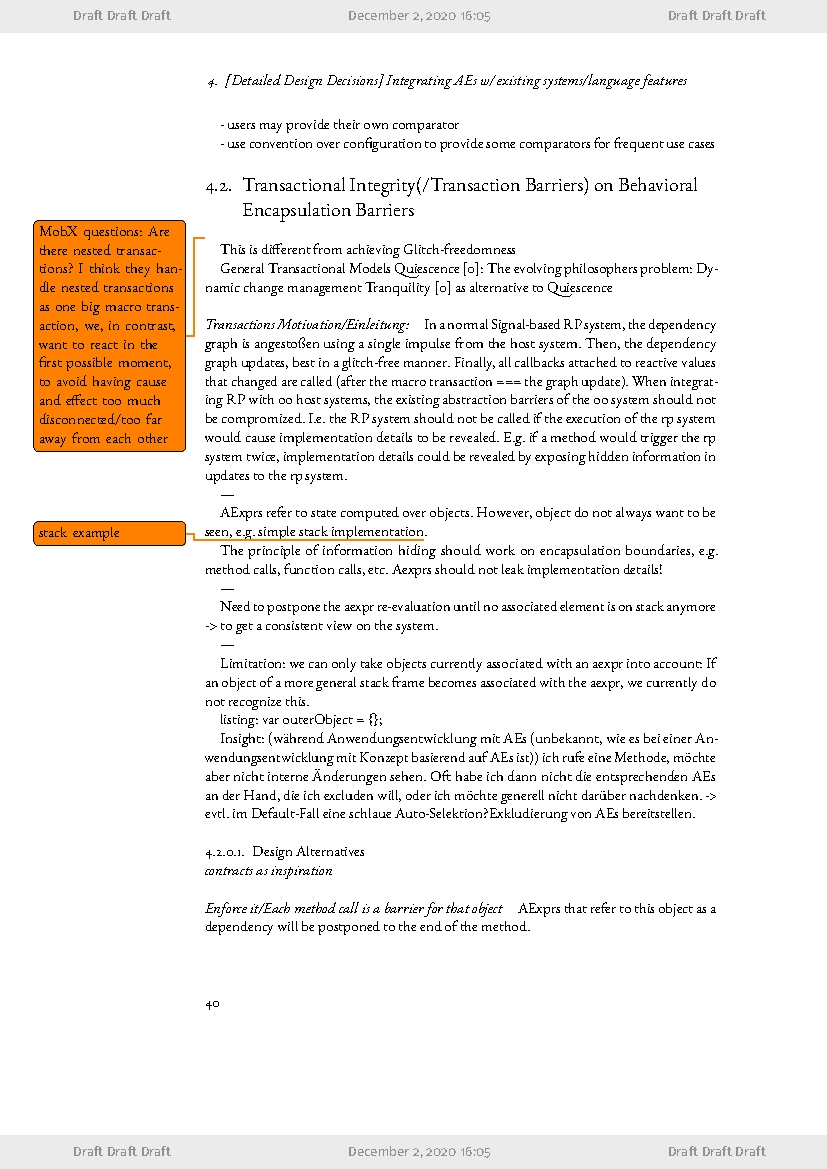 Draft Draft Draft December 2, 2020 16:05 Draft Draft Draft
4. [Detailed Design Decisions] Integrating AEs w/ existing systems/language features
- users may provide their own comparator
- use convention over configuration to provide some comparators for frequent use cases
4.2. Transactional Integrity(/Transaction Barriers) on Behavioral
Encapsulation Barriers
MobX questions: Are
there nested transac-
tions? I think they han-
dle nested transactions
as one big macro trans-
action, we, in contrast,
want to react in the
first possible moment,
to avoid having cause
and effect too much
disconnected/too far
away from each other
This is different from achieving Glitch-freedomness
General Transactional Models Quiescence [0]: The evolving philosophers problem: Dy-
namic change management Tranquility [0] as alternative to Quiescence
Transactions Motivation/Einleitung: In a normal Signal-based RP system, the dependency
graph is angestoßen using a single impulse from the host system. Then, the dependency
graph updates, best in a glitch-free manner. Finally, all callbacks attached to reactive values
that changed are called (after the macro transaction === the graph update). When integrat-
ing RP with oo host systems, the existing abstraction barriers of the oo system should not
be compromized. I.e. the RP system should not be called if the execution of the rp system
would cause implementation details to be revealed. E.g. if a method would trigger the rp
system twice, implementation details could be revealed by exposing hidden information in
updates to the rp system.
—
AExprs refer to state computed over objects. However, object do not always want to be
seen, e.g. simple stack implementation.
stack example
The principle of information hiding should work on encapsulation boundaries, e.g.
method calls, function calls, etc. Aexprs should not leak implementation details!
—
Need to postpone the aexpr re-evaluation until no associated element is on stack anymore
-> to get a consistent view on the system.
—
Limitation: we can only take objects currently associated with an aexpr into account: If
an object of a more general stack frame becomes associated with the aexpr, we currently do
not recognize this.
listing: var outerObject = {};
Insight: (während Anwendungsentwicklung mit AEs (unbekannt, wie es bei einer An-
wendungsentwicklung mit Konzept basierend auf AEs ist)) ich rufe eine Methode, möchte
aber nicht interne Änderungen sehen. Oft habe ich dann nicht die entsprechenden AEs
an der Hand, die ich excluden will, oder ich möchte generell nicht darüber nachdenken. ->
evtl. im Default-Fall eine schlaue Auto-Selektion?Exkludierung von AEs bereitstellen.
4.2.0.1. Design Alternatives
contracts as inspiration
Enforce it/Each method call is a barrier for that object AExprs that refer to this object as a
dependency will be postponed to the end of the method.
40
Draft Draft Draft December 2, 2020 16:05 Draft Draft Draft